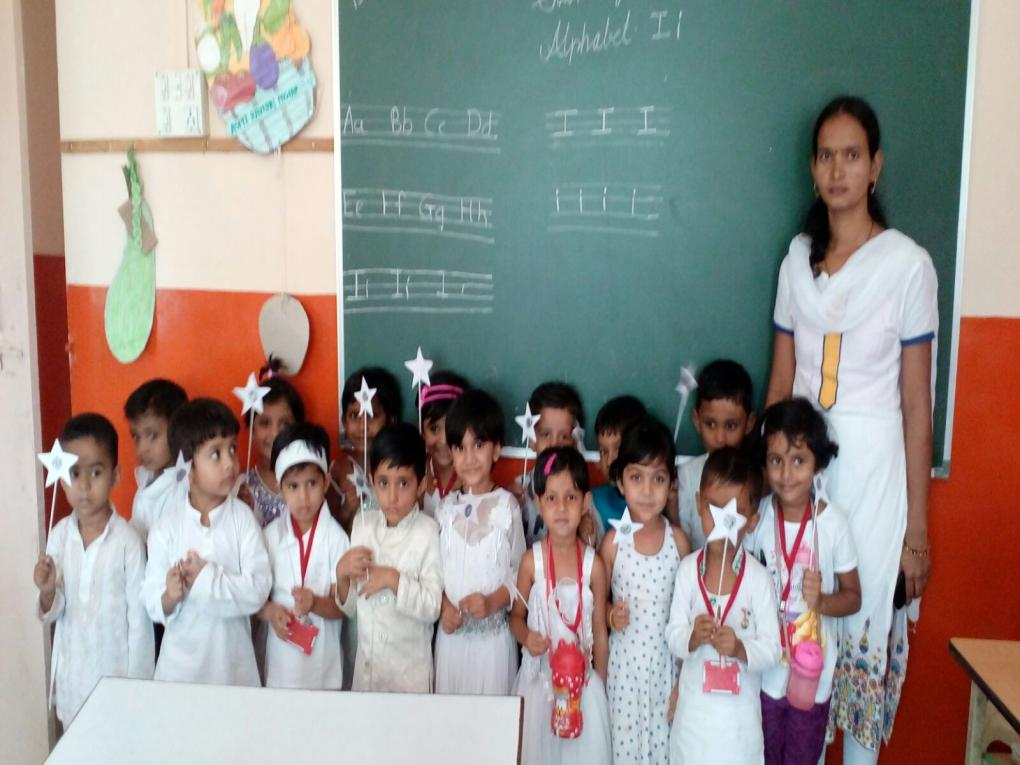 Alphabet Ii
Aa Bb Cc Dd
I I I
Ee Ff Gg Hh
i i i i
Ii Ii Ii